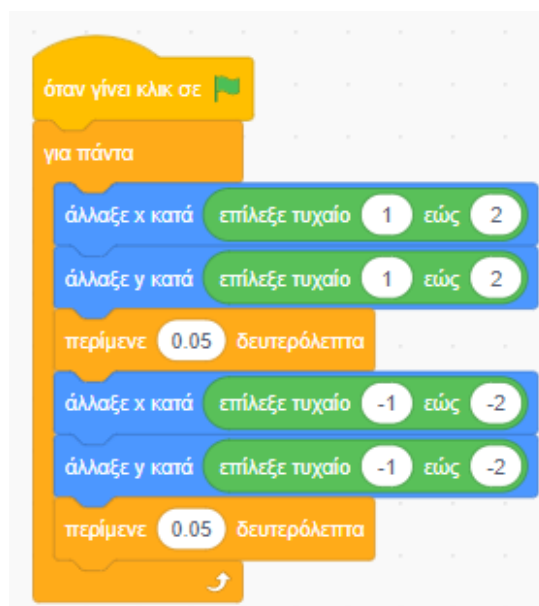 όταν γίνει κλικ σε
για πάντα
άλλαξε x κατά επίλεξε τυχαίο 1 εώς 2
άλλαξε y κατά επίλεξε τυχαίο 1 εώς 2
περίμενε 0.05 δευτερόλεπτα
άλλαξε x κατά επίλεξε τυχαίο -1 εώς -2
άλλαξε y κατά επίλεξε τυχαίο -1 εώς -2
περίμενε 0.05 δευτερόλεπτα